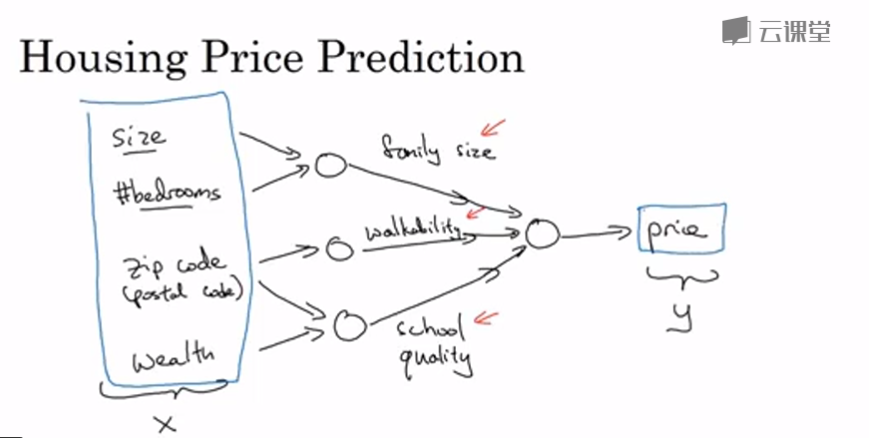 云课堂
Housing Price Prediction
size
#bedrooms
zip code
(postal code)
wealth
x
family size
walkability
school
quality
price
y